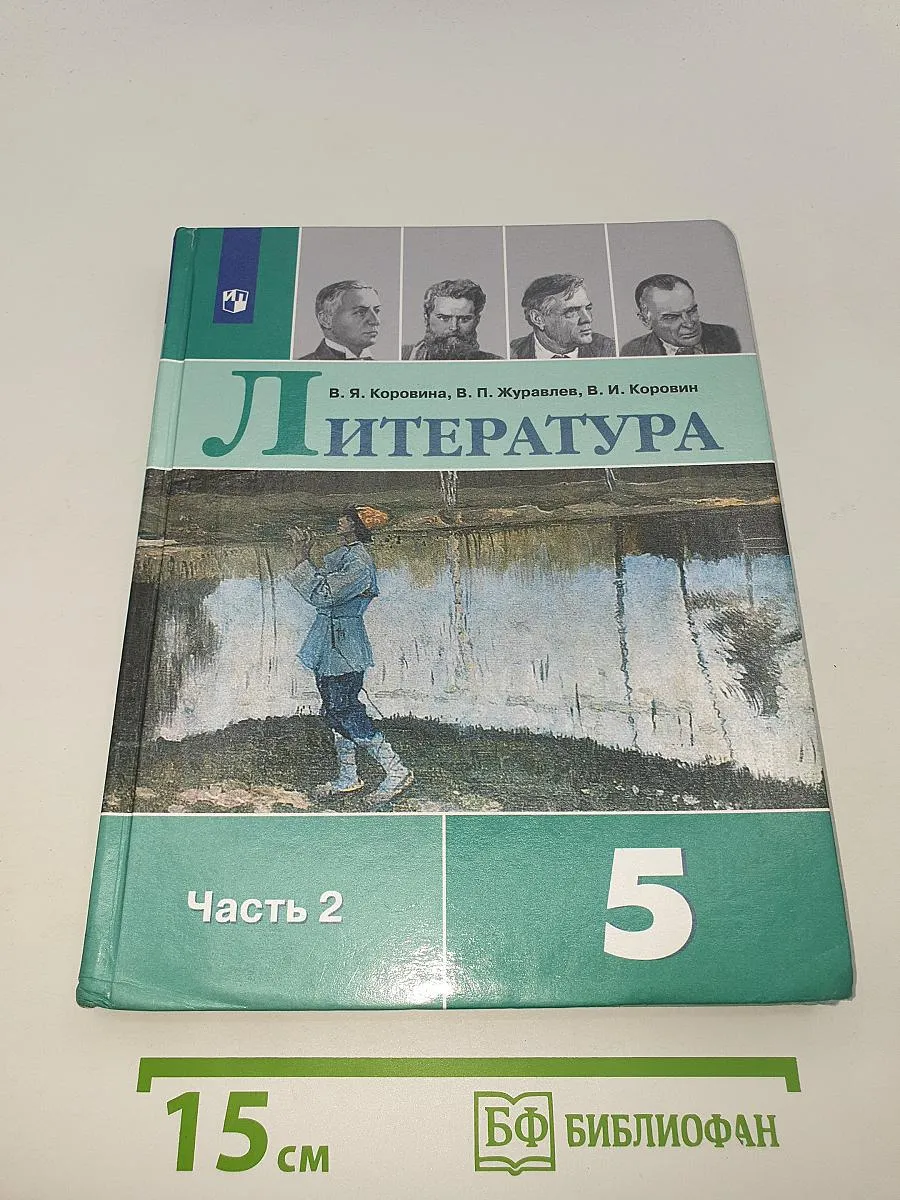 В. Я. Коровина, В. П. Журавлев, В. И. Коровин
ЛИТЕРАТУРА
Часть 2
5
15 см
БФ БИБЛИОФАН